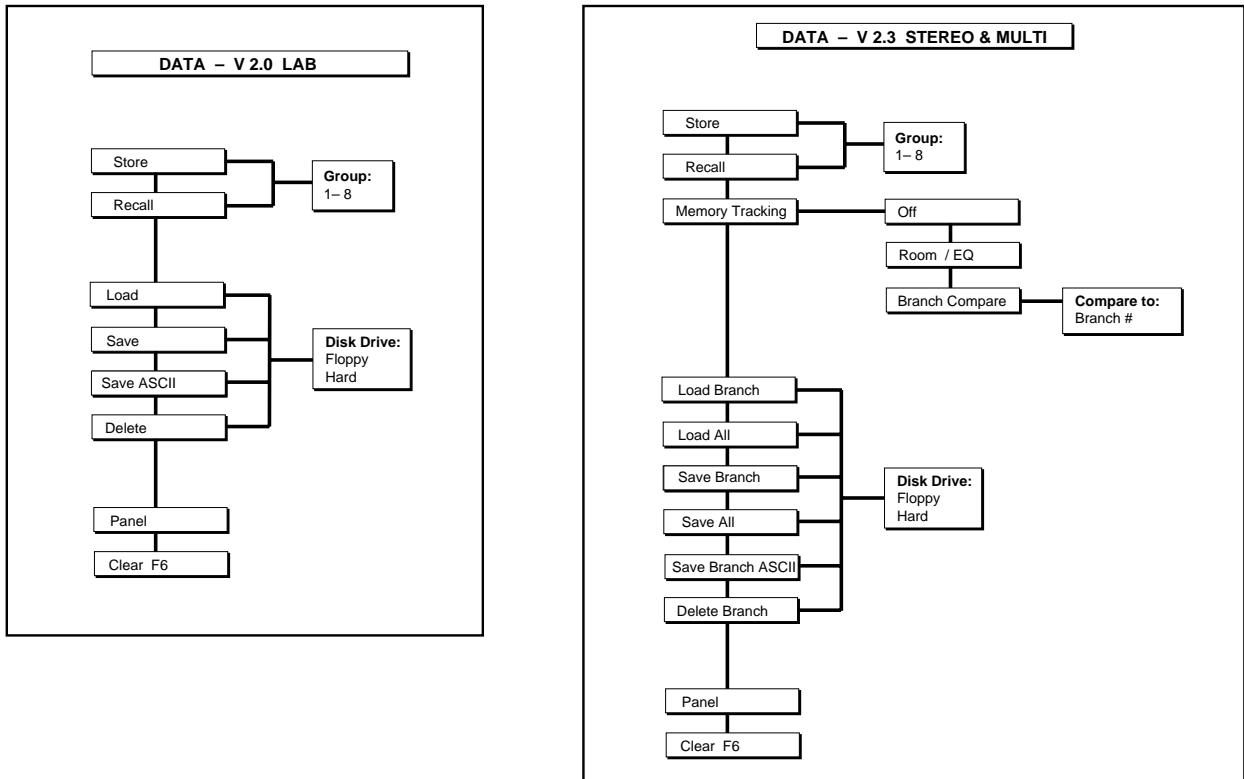 DATA – V 2.0 LAB
Store
Recall
Group:
1– 8
Load
Save
Save ASCII
Delete
Disk Drive:
Floppy
Hard
Panel
Clear F6
DATA – V 2.3 STEREO & MULTI
Store
Recall
Group:
1– 8
Memory Tracking
Off
Room / EQ
Branch Compare
Compare to:
Branch #
Load Branch
Load All
Save Branch
Save All
Save Branch ASCII
Delete Branch
Disk Drive:
Floppy
Hard
Panel
Clear F6